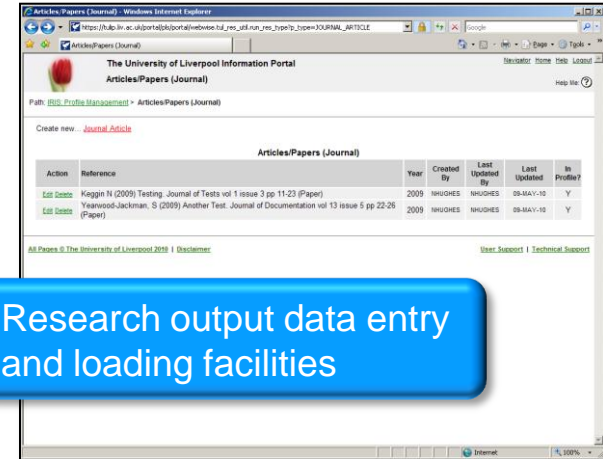 Articles/Papers (Journal) - Windows Internet Explorer
https://tulip.liv.ac.uk/portal/pls/portal/webwise.tul_res_util.run_res_type?p_type=JOURNAL_ARTICLE
Google
Articles/Papers (Journal)
Page Tools
The University of Liverpool Information Portal
Navigator Home Help Logout
Articles/Papers (Journal)
Help file:
Path: IRIS: Profile Management > Articles/Papers (Journal)
Create new... Journal Article
Articles/Papers (Journal)
Action Reference Year Created By Last Updated By Last Updated In Profile?
Edit Delete Keggin N (2009) Testing. Journal of Tests vol 1 issue 3 pp 11-23 (Paper) 2009 NHUGHES NHUGHES 09-MAY-10 Y
Edit Delete Yearwood-Jackman, S (2009) Another Test. Journal of Documentation vol 13 issue 5 pp 22-26 (Paper) 2009 NHUGHES NHUGHES 09-MAY-10 Y
All Pages © The University of Liverpool 2010 | Disclaimer
User Support | Technical Support
Research output data entry
and loading facilities
Internet
100%